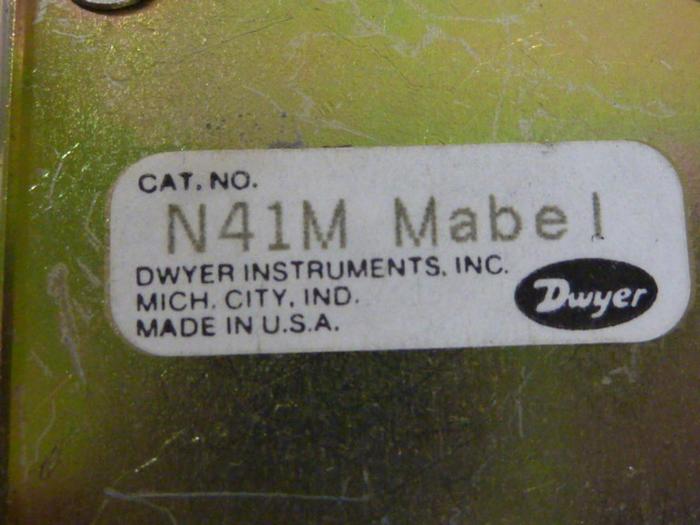 CAT. NO.
N41M Mabel
DWYER INSTRUMENTS, INC.
MICH. CITY, IND.
MADE IN U.S.A.
Dwyer